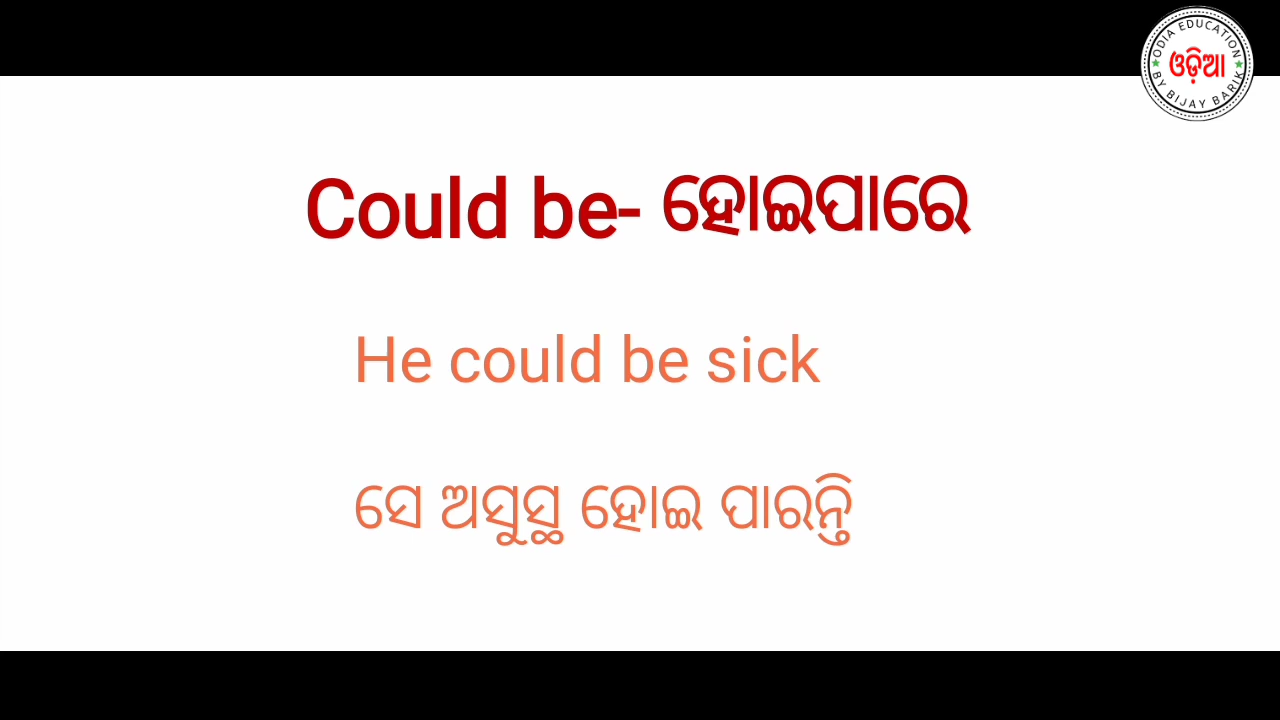 ODIA EDUCATION
ଓଡ଼ିଆ
BY BIJAY BARIK
Could be- ହୋଇପାରେ
He could be sick
ସେ ଅସୁସ୍ଥ ହୋଇ ପାରନ୍ତି